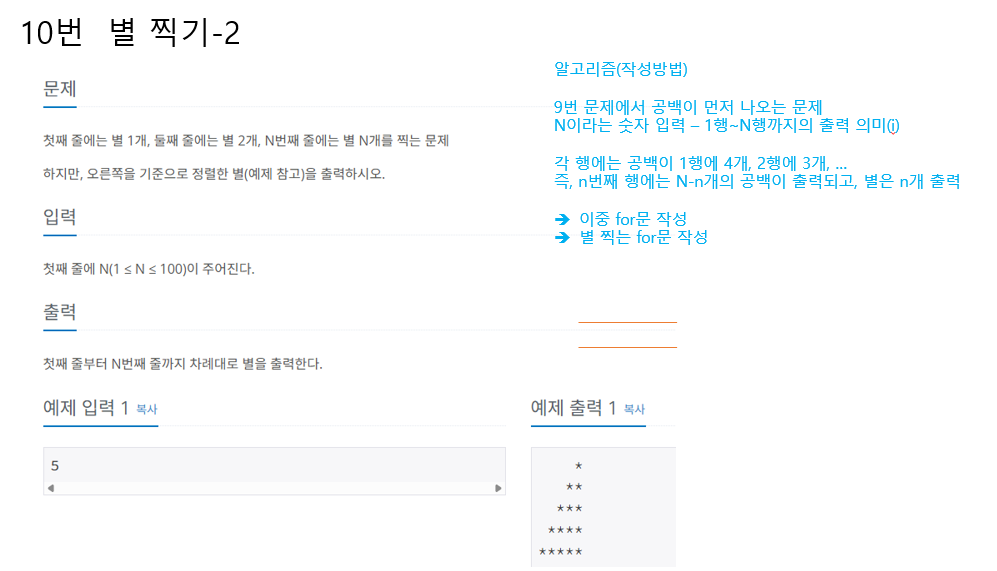 10번 별 찍기-2
문제
첫째 줄에는 별 1개, 둘째 줄에는 별 2개, N번째 줄에는 별 N개를 찍는 문제
하지만, 오른쪽을 기준으로 정렬한 별(예제 참고)을 출력하시오.
입력
첫째 줄에 N(1 ≤ N ≤ 100)이 주어진다.
출력
첫째 줄부터 N번째 줄까지 차례대로 별을 출력한다.
예제 입력 1 복사
5
예제 출력 1 복사
    *
   **
  ***
 ****
*****
알고리즘(작성방법)
9번 문제에서 공백이 먼저 나오는 문제
N이라는 숫자 입력 – 1행~N행까지의 출력 의미(i)
각 행에는 공백이 1행에 4개, 2행에 3개, ...
즉, n번째 행에는 N-n개의 공백이 출력되고, 별은 n개 출력
➔ 이중 for문 작성
➔ 별 찍는 for문 작성